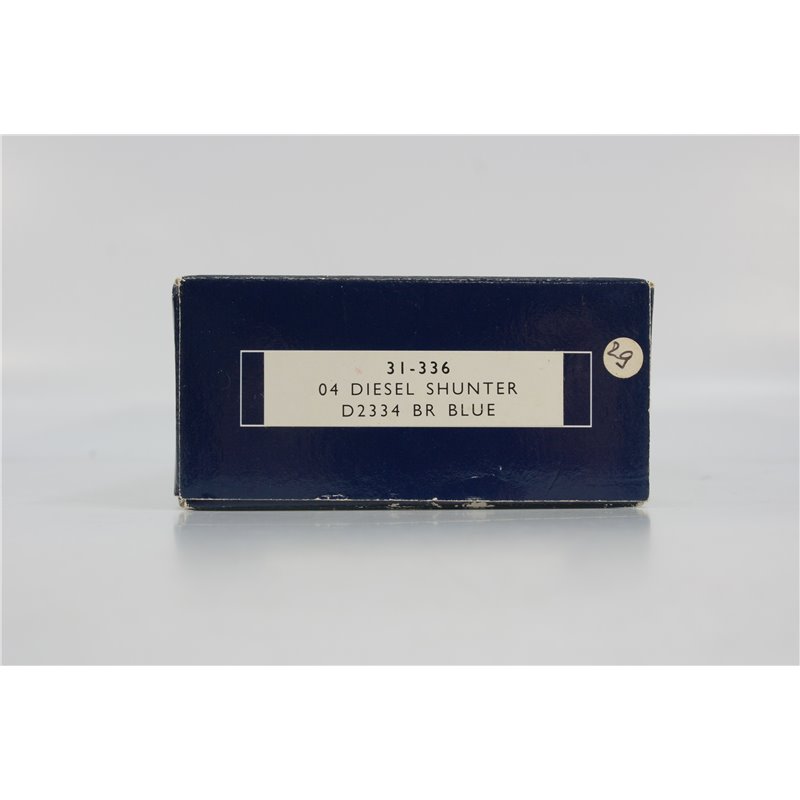 31-336
04 DIESEL SHUNTER
D2334 BR BLUE
29